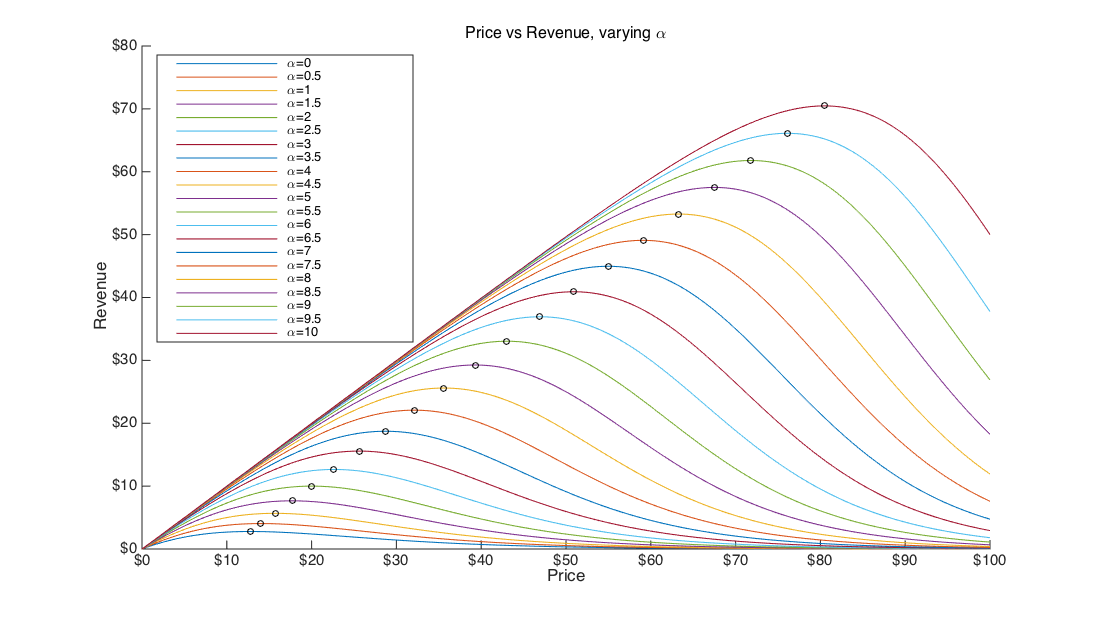 Price vs Revenue, varying α
$80
$70
$60
$50
$40
$30
$20
$10
$0
Revenue
α=0
α=0.5
α=1
α=1.5
α=2
α=2.5
α=3
α=3.5
α=4
α=4.5
α=5
α=5.5
α=6
α=6.5
α=7
α=7.5
α=8
α=8.5
α=9
α=9.5
α=10
$0 $10 $20 $30 $40 $50 $60 $70 $80 $90 $100
Price